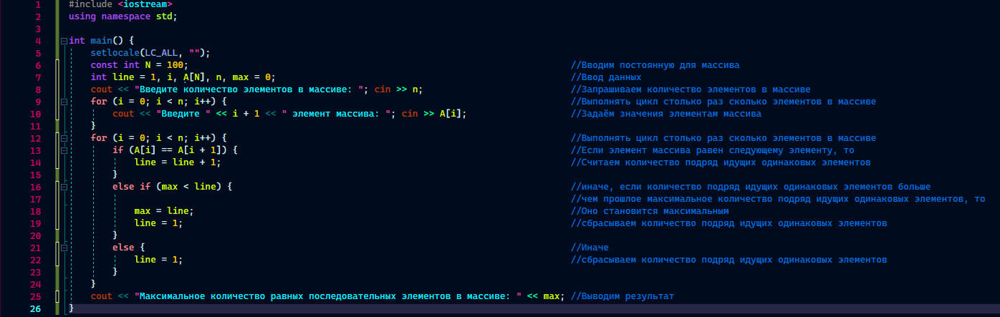 1 #include <iostream>
2 using namespace std;
3
4 int main() {
5 setlocale(LC_ALL, "");
6 const int N = 100; //Вводим постоянную для массива
7 int line = 1, i, A[N], n, max = 0; //Ввод данных
8 cout << "Введите количество элементов в массиве: "; cin >> n; //Запрашиваем количество элементов в массиве
9 for (i = 0; i < n; i++) { //Выполнять цикл столько раз сколько элементов в массиве
10 cout << "Введите " << i + 1 << " элемент массива: "; cin >> A[i]; //Задаём значения элементам массива
11 }
12 for (i = 0; i < n; i++) { //Выполнять цикл столько раз сколько элементов в массиве
13 if (A[i] == A[i + 1]) { //Если элемент массива равен следующему элементу, то
14 line = line + 1; //Считаем количество подряд идущих одинаковых элементов
15 }
16 else if (max < line) { //иначе, если количество подряд идущих одинаковых элементов больше
17 //чем прошлое максимальное количество подряд идущих одинаковых элементов, то
18 max = line; //Оно становится максимальным
19 line = 1; //сбрасываем количество подряд идущих одинаковых элементов
20 }
21 else { //Иначе
22 line = 1; //сбрасываем количество подряд идущих одинаковых элементов
23 }
24 }
25 cout << "Максимальное количество равных последовательных элементов в массиве: " << max; //Выводим результат
26 }